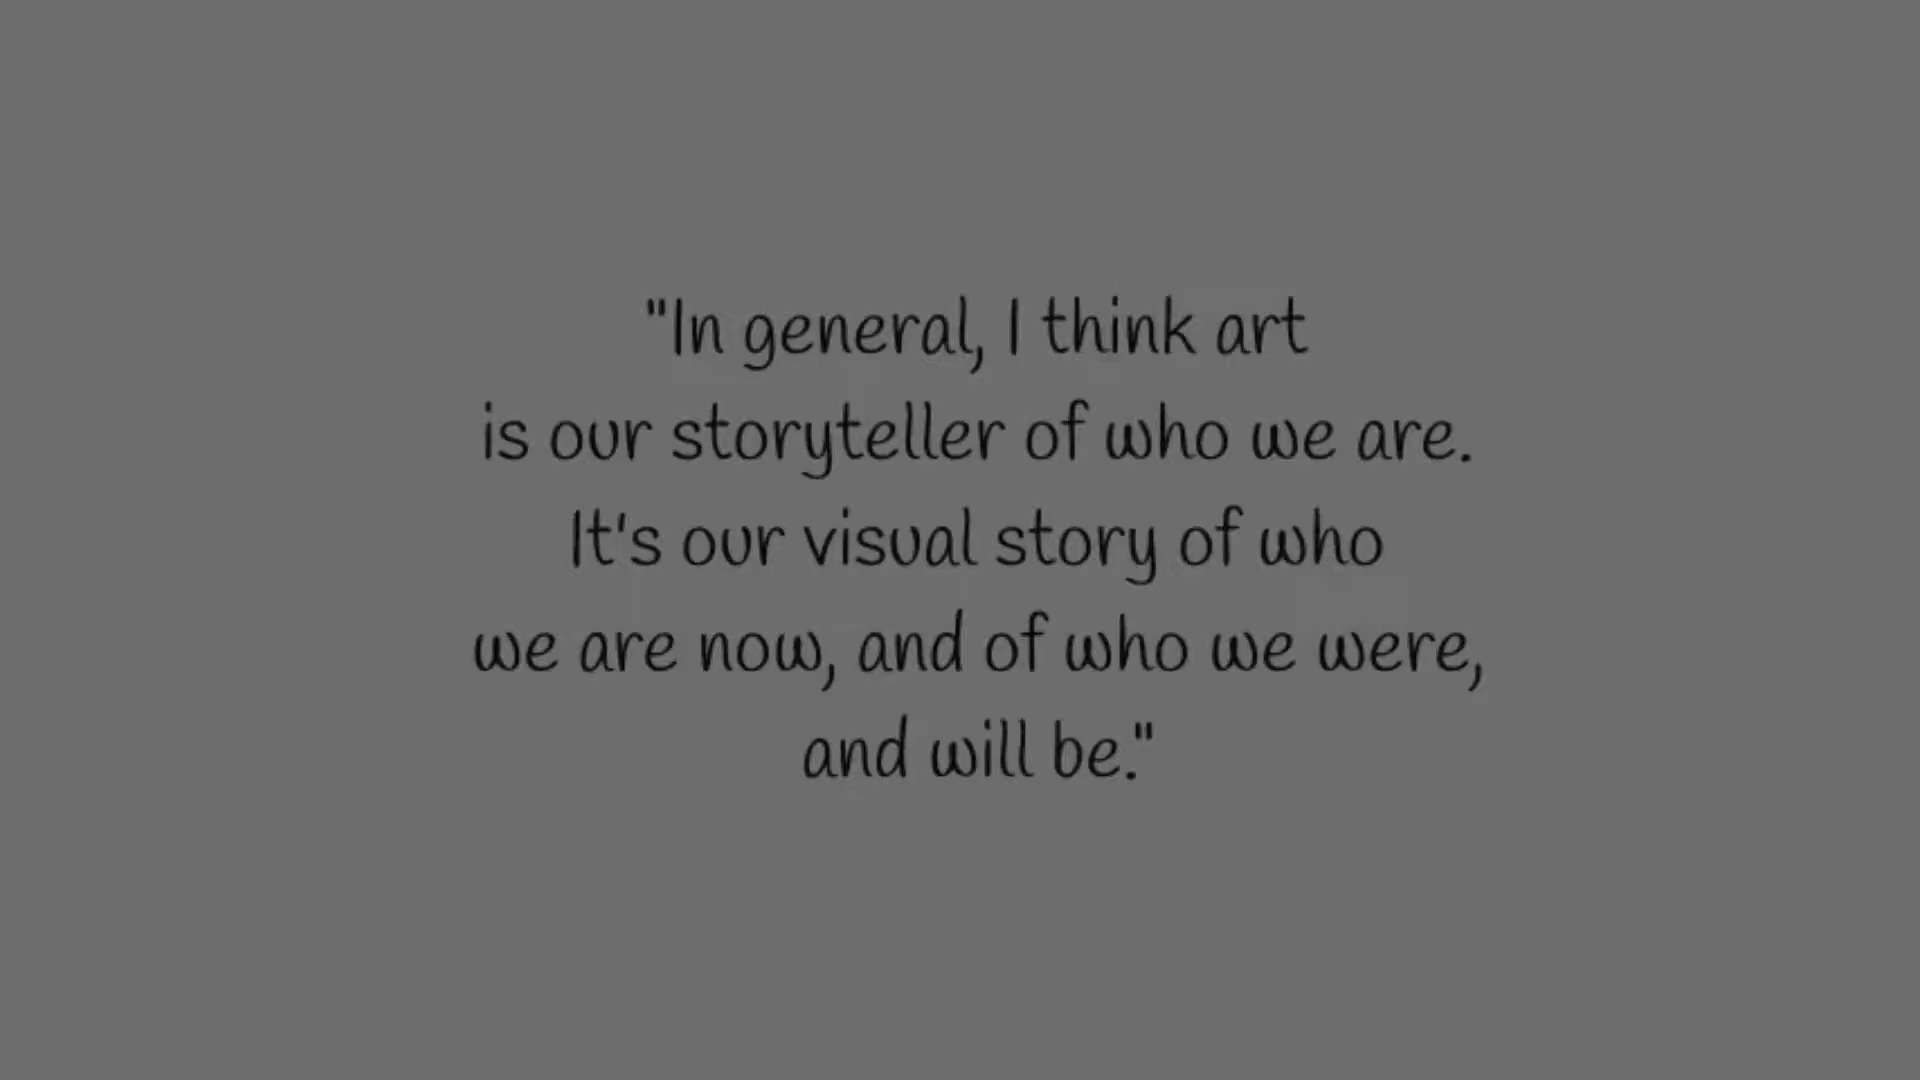 "In general, I think art
is our storyteller of who we are.
It's our visual story of who
we are now, and of who we were,
and will be."